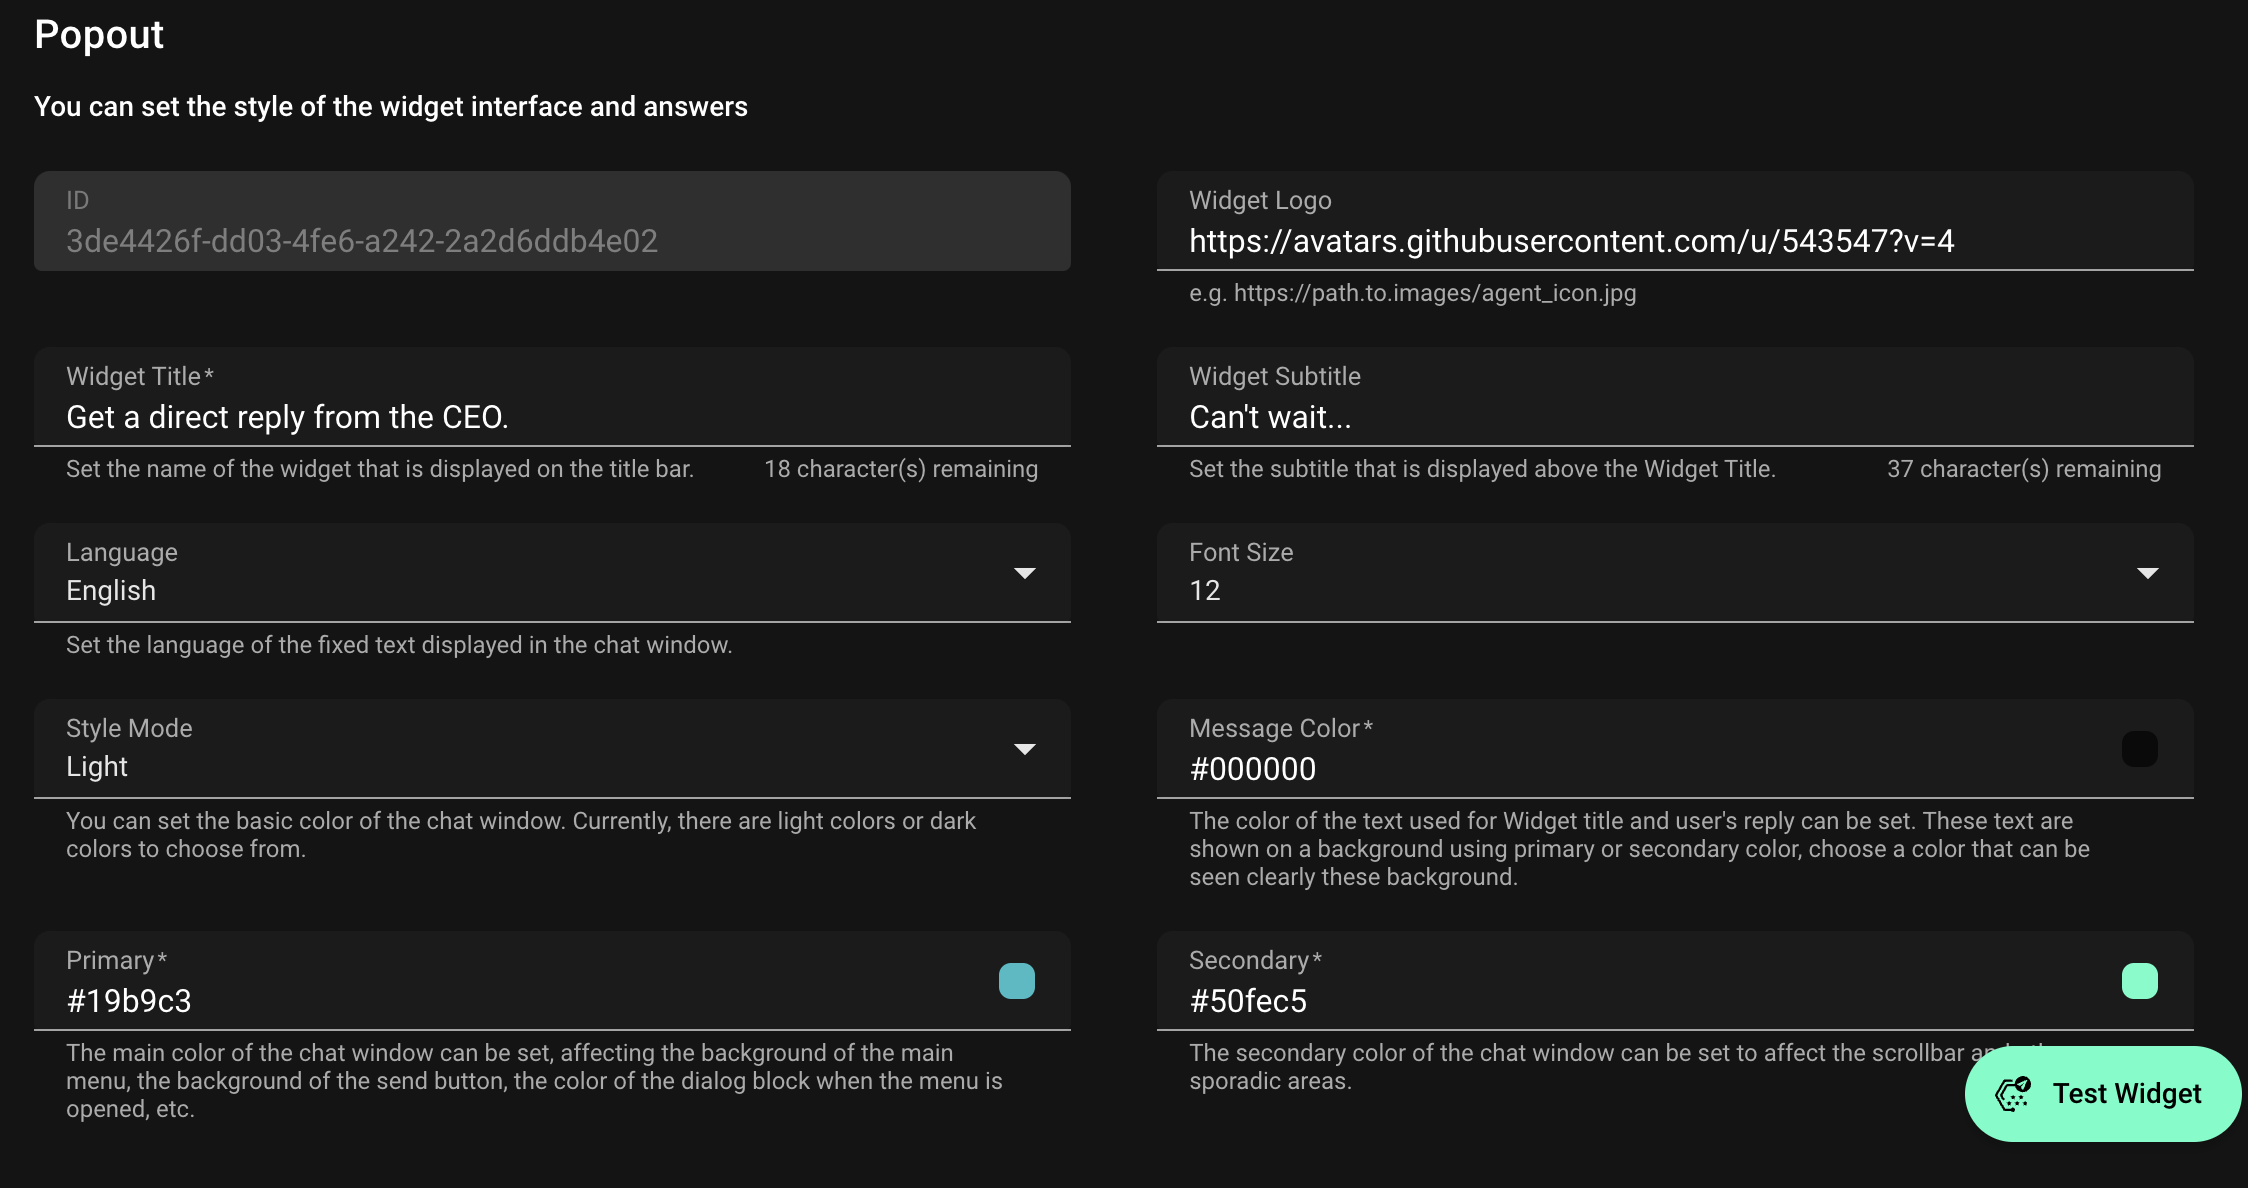 Popout
You can set the style of the widget interface and answers
ID
3de4426f-dd03-4fe6-a242-2a2d6ddb4e02
Widget Logo
https://avatars.githubusercontent.com/u/543547?v=4
e.g. https://path.to.images/agent_icon.jpg
Widget Title*
Get a direct reply from the CEO.
Set the name of the widget that is displayed on the title bar.
18 character(s) remaining
Widget Subtitle
Can't wait...
Set the subtitle that is displayed above the Widget Title.
37 character(s) remaining
Language
English
Set the language of the fixed text displayed in the chat window.
Font Size
12
Style Mode
Light
You can set the basic color of the chat window. Currently, there are light colors or dark
colors to choose from.
Message Color*
#000000
The color of the text used for Widget title and user's reply can be set. These text are
shown on a background using primary or secondary color, choose a color that can be
seen clearly these background.
Primary*
#19b9c3
The main color of the chat window can be set, affecting the background of the main
menu, the background of the send button, the color of the dialog block when the menu is
opened, etc.
Secondary*
#50fec5
The secondary color of the chat window can be set to affect the scrollbar
sporadic areas.
Test Widget